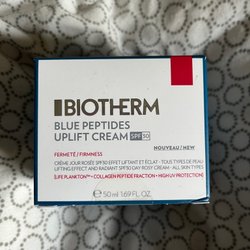 BIOTHERM
BLUE PEPTIDES
UPLIFT CREAM SPF30
NOUVEAU / NEW
FERMETÉ / FIRMNESS
CRÈME JOUR ROSÉE SPF30 EFFET LIFTANT ET ÉCLAT - TOUS TYPES DE PEAU
LIFTING EFFECT AND RADIANT SPF30 DAY ROSY CREAM - ALL SKIN TYPES
[LIFE PLANKTON™ + COLLAGEN PEPTIDE FRACTION + HIGH UV PROTECTION]
℮ 50 ml 1.69 FL. OZ.